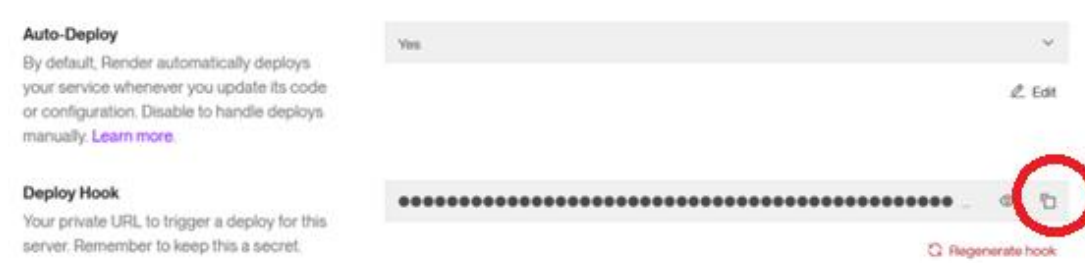 Auto-Deploy
Yes
By default, Render automatically deploys
your service whenever you update its code
or configuration. Disable to handle deploys
manually. Learn more.
Edit
Deploy Hook
●●●●●●●●●●●●●●●●●●●●●●●●●●●●●●●●●●●●●●●●●●●●●● ...
Your private URL to trigger a deploy for this
server. Remember to keep this a secret.
Regenerate hook